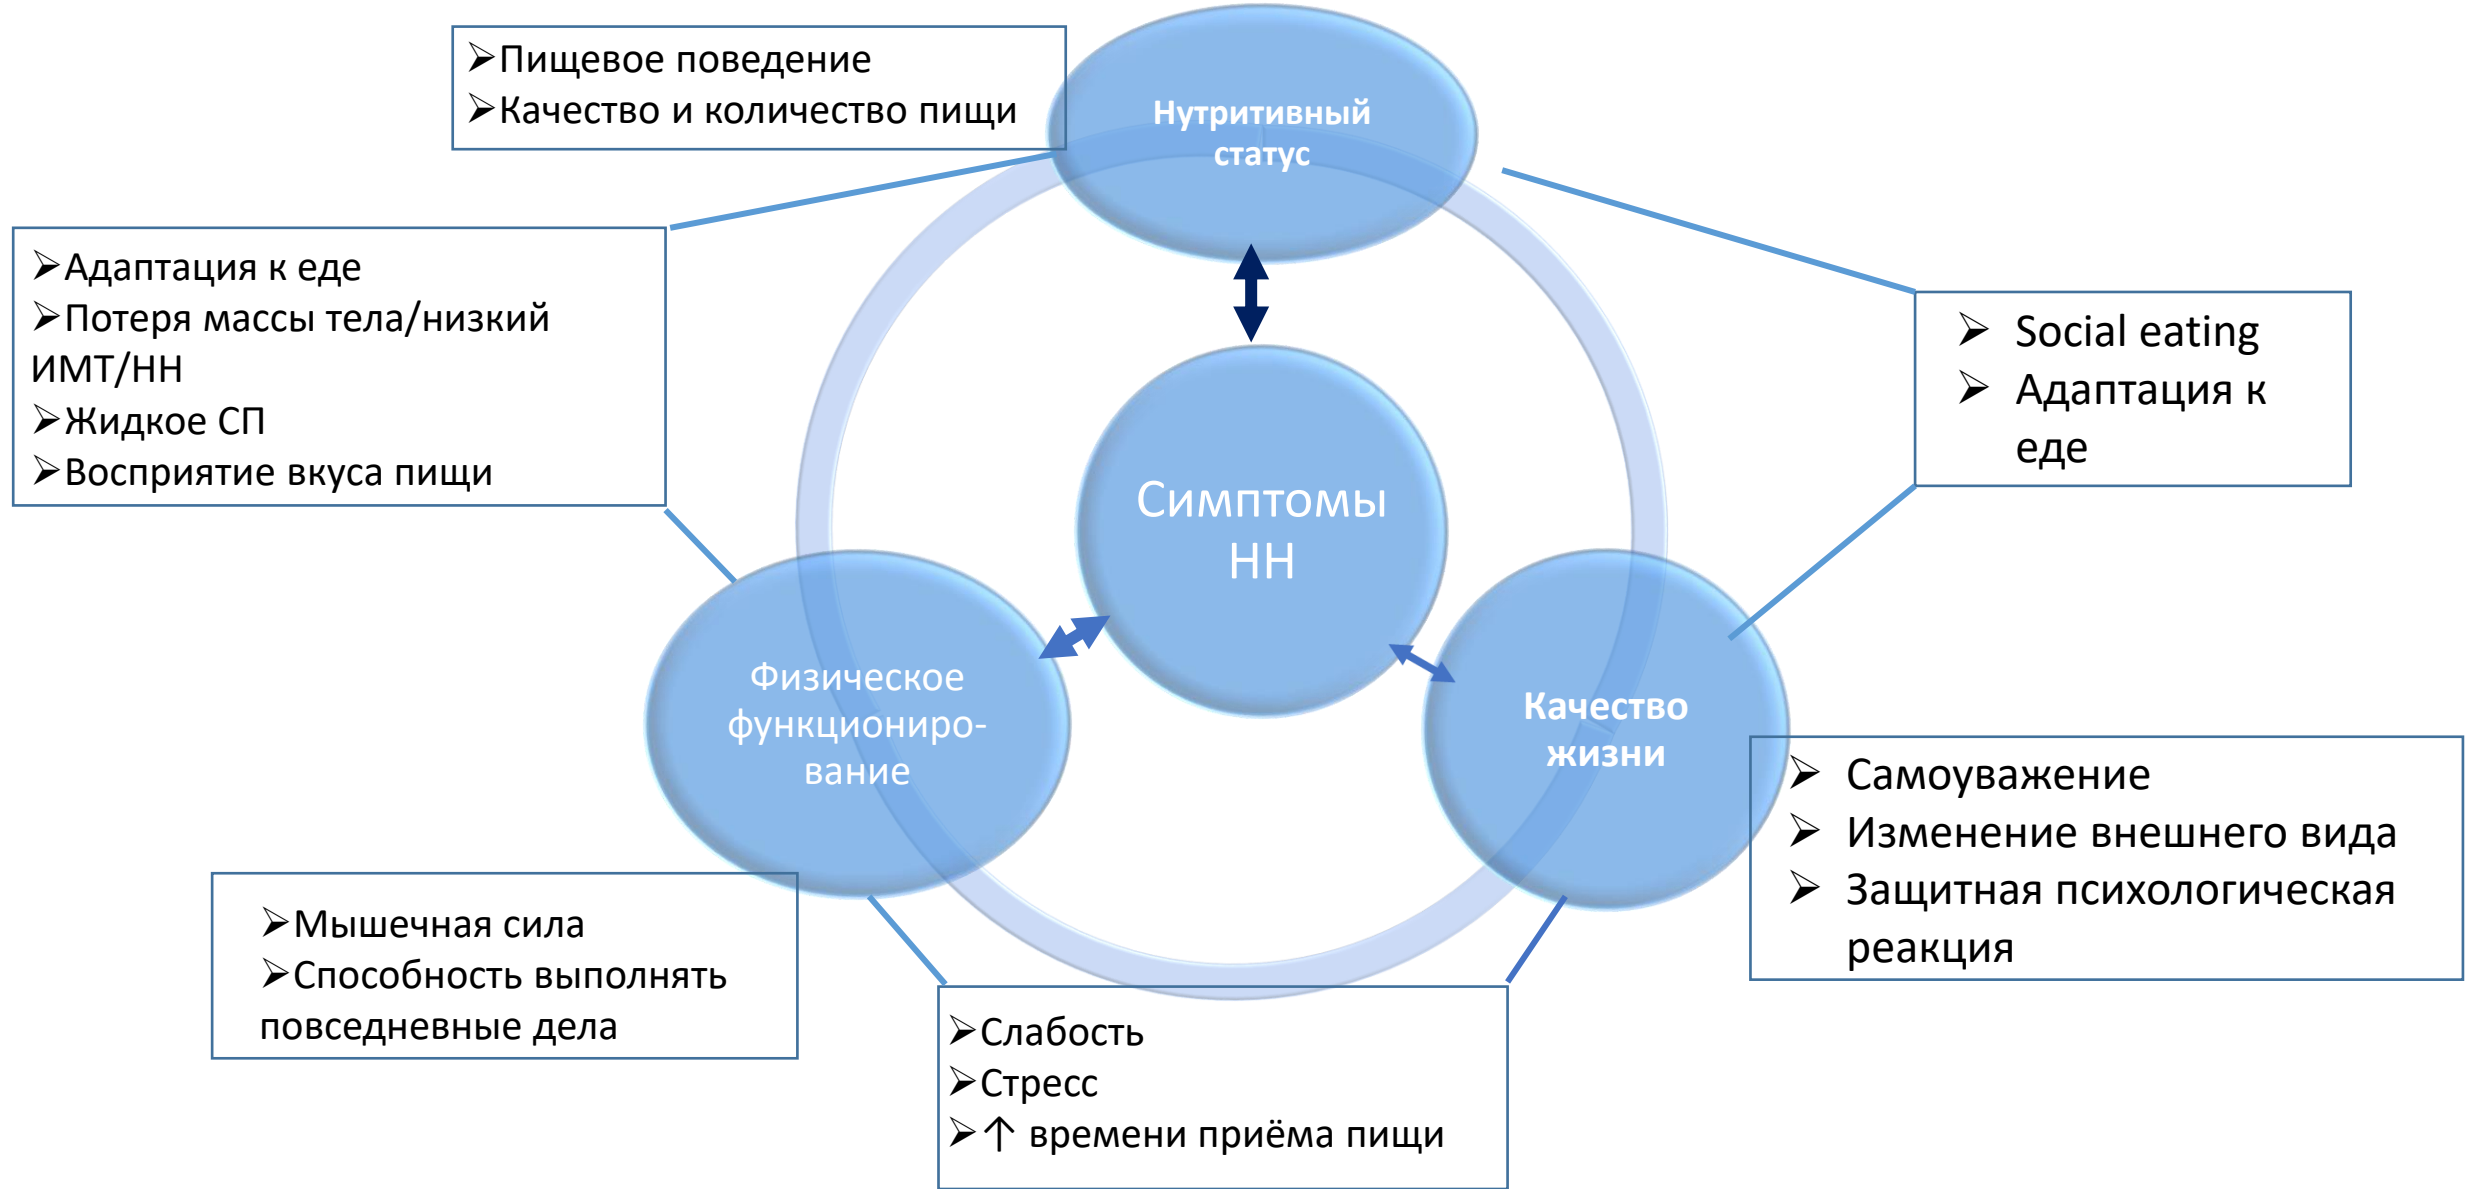 ➢Пищевое поведение
➢Качество и количество пищи
Нутритивный
статус
➢Адаптация к еде
➢Потеря массы тела/низкий
ИМТ/НН
➢Жидкое СП
➢Восприятие вкуса пищи
➢ Social eating
➢ Адаптация к
еде
Симптомы
НН
Физическое
функциониро-
вание
Качество
жизни
➢ Самоуважение
➢ Изменение внешнего вида
➢ Защитная психологическая
реакция
➢Мышечная сила
➢Способность выполнять
повседневные дела
➢Слабость
➢Стресс
➢↑ времени приёма пищи